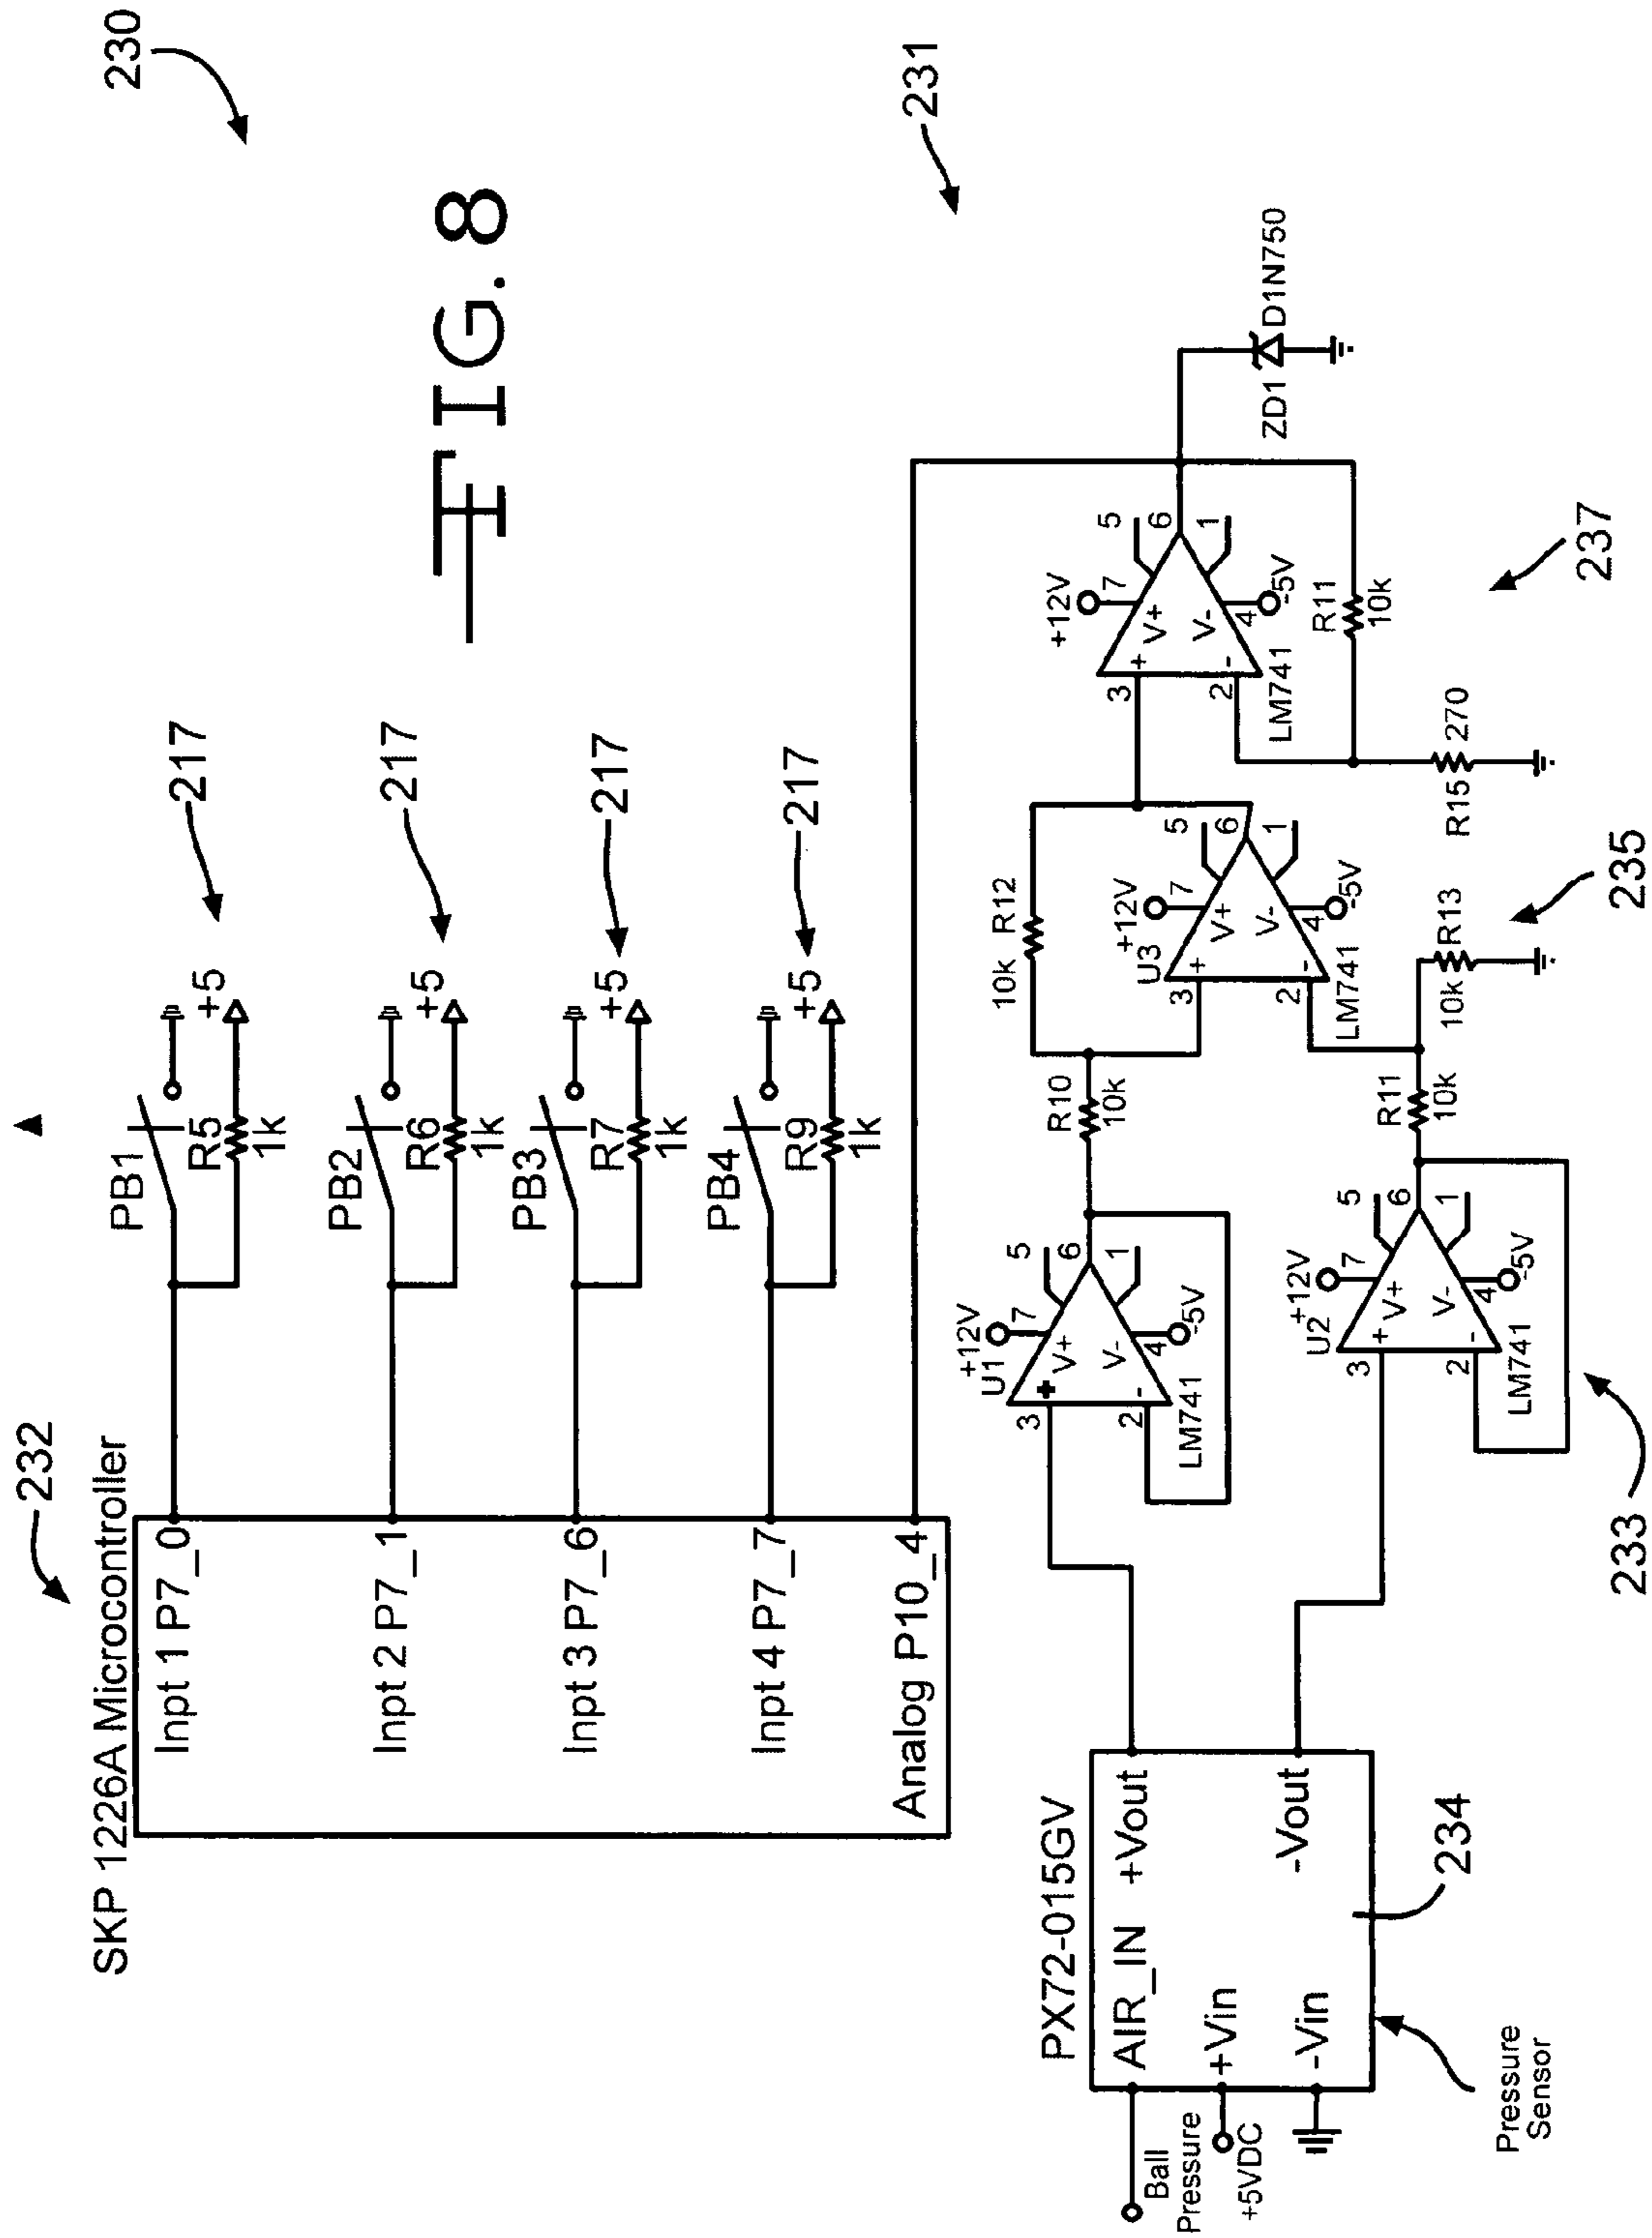 230
FIG. 8
232
SKP 1226A Microcontroller
Inpt 1 P7_0
Inpt 2 P7_1
Inpt 3 P7_6
Inpt 4 P7_7
Analog P10_4
PB1
R5
1k
+5
217
PB2
R6
1k
+5
217
PB3
R7
1k
+5
217
PB4
R9
1k
+5
217
231
PX72-015GV
AIR_IN +Vout
+Vin
-Vin
-Vout
Ball
Pressure
+5VDC
Pressure
Sensor
234
U1
+12V
7
V+
3
+
2
-
V-
4
-5V
5
6
1
LM741
U2
+12V
7
V+
3
+
2
-
V-
4
-5V
5
6
1
LM741
233
R10
10k
R11
10k
10k R12
U3
+12V
7
V+
3
+
2
-
V-
4
-5V
5
6
1
LM741
10k R13
235
+12V
7
V+
3
+
2
-
V-
4
-5V
5
6
1
LM741
R11
10k
R15 270
237
ZD1 D1N750